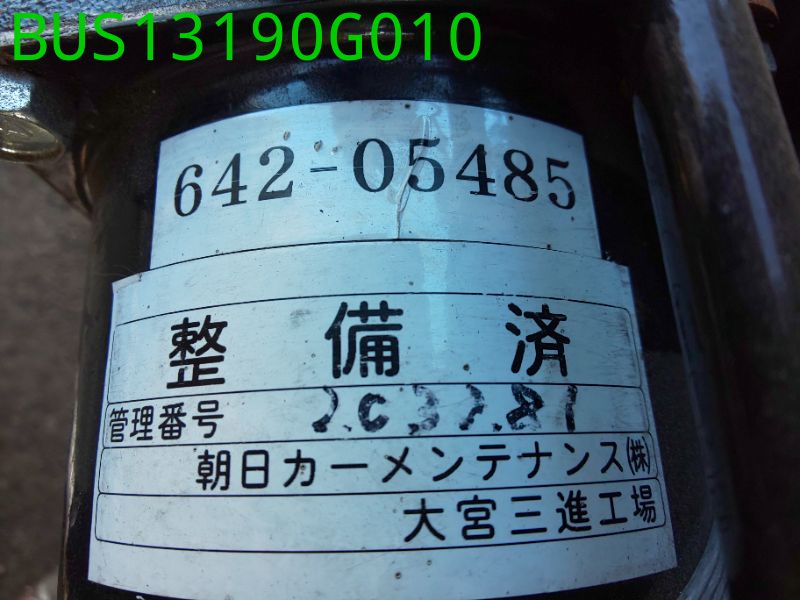 BUS13190G010
642-05485
整備済
管理番号
朝日カーメンテナンス(株)
大宮三進工場